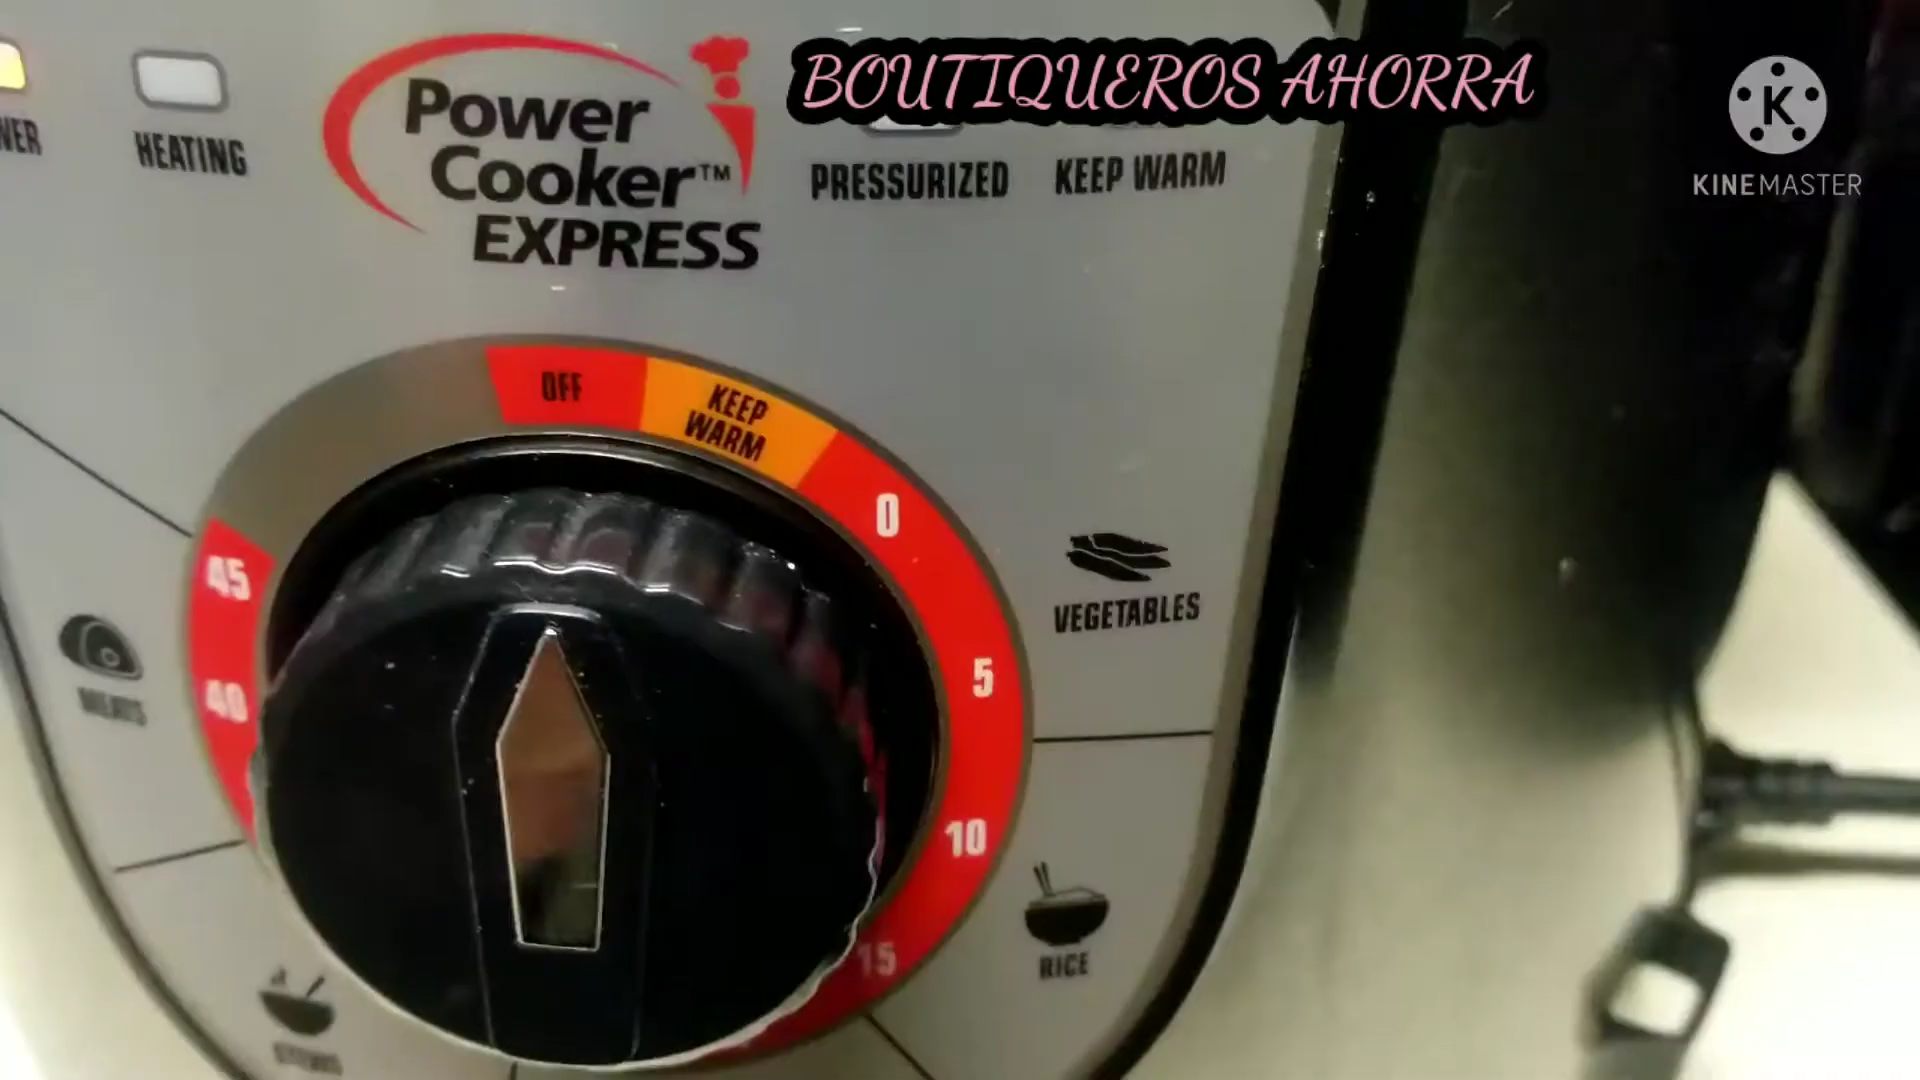 BOUTIQUEROS AHORRA
KINEMASTER
HEATING
Power
Cooker™
EXPRESS
PRESSURIZED
KEEP WARM
OFF
KEEP
WARM
0
5
10
15
40
45
VEGETABLES
RICE
MEATS